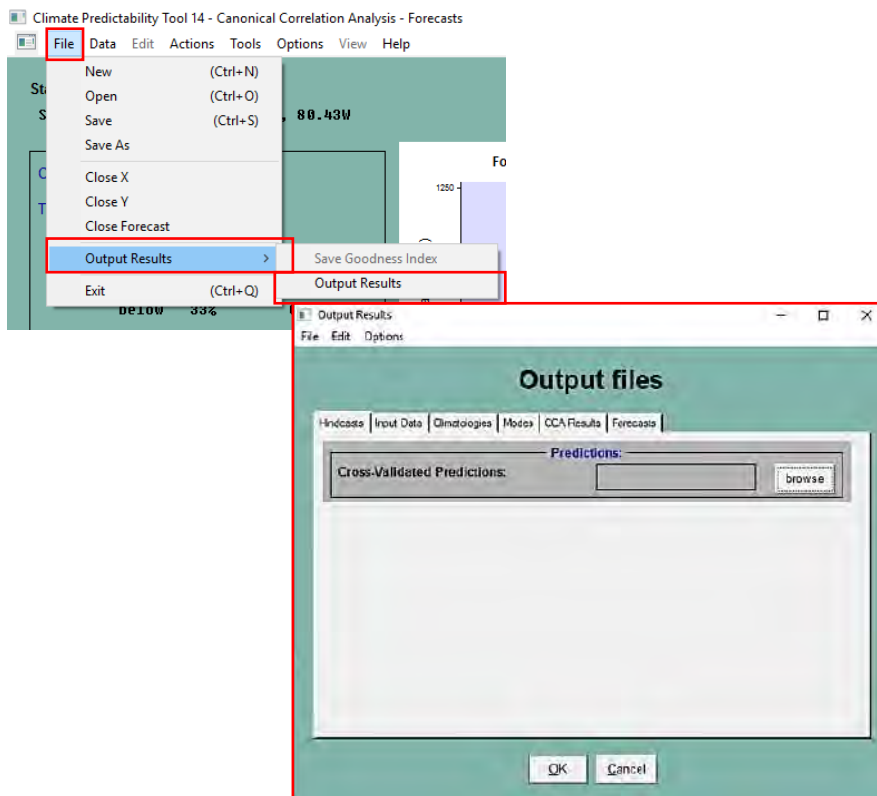 Climate Predictability Tool 14 - Canonical Correlation Analysis - Forecasts
File Data Edit Actions Tools Options View Help
New (Ctrl+N)
Open (Ctrl+O)
Save (Ctrl+S)
Save As
Close X
Close Y
Close Forecast
Output Results >
Exit (Ctrl+Q)
, 80.43W
Fo
1250
Save Goodness Index
Output Results
below 33%
Output Results
File Edit Options
Output files
Hindcasts Input Data Climatologies Modes CCA Results Forecasts
Predictions:
Cross-Validated Predictions: browse
OK Cancel